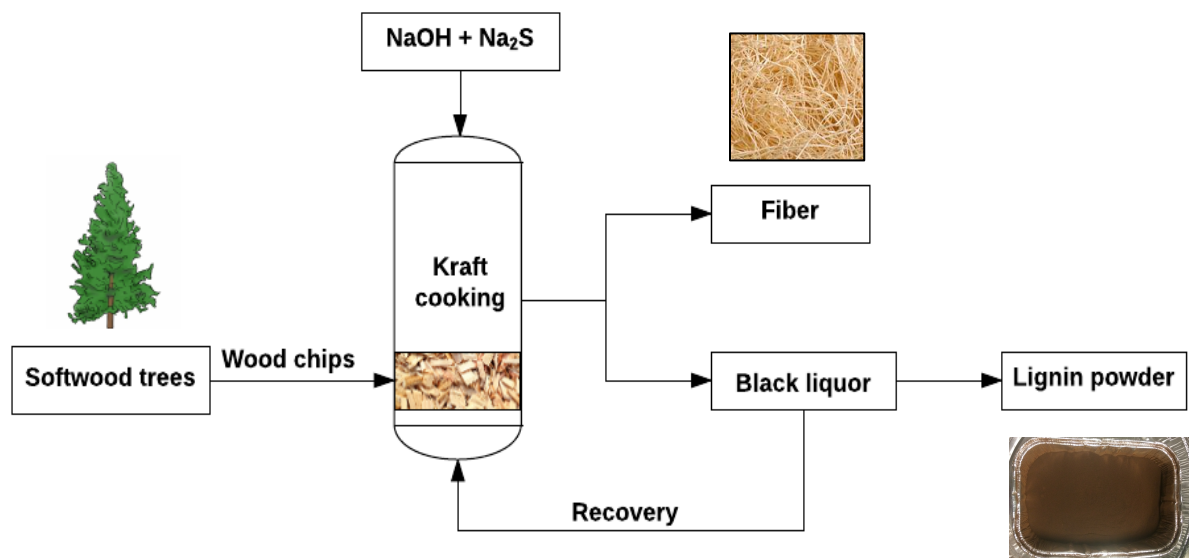 NaOH + Na₂S
Fiber
Kraft
cooking
Softwood trees
Wood chips
Black liquor
Lignin powder
Recovery